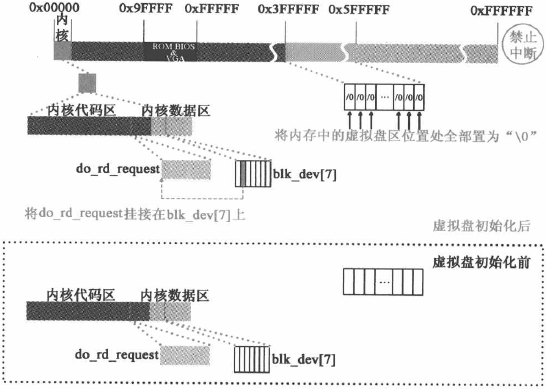 0x00000 0x9FFFF 0xFFFFF 0x3FFFFF 0x5FFFFF 0xFFFFFF
内核
ROM BIOS
&
VGA
禁止
中断
/0 /0 /0 ... /0 /0 /0
内核代码区 内核数据区
将内存中的虚拟盘区位置处全部置为“\0”
do_rd_request blk_dev[7]
将do_rd_request挂接在blk_dev[7]上
虚拟盘初始化后
虚拟盘初始化前
...
内核代码区 内核数据区
do_rd_request blk_dev[7]